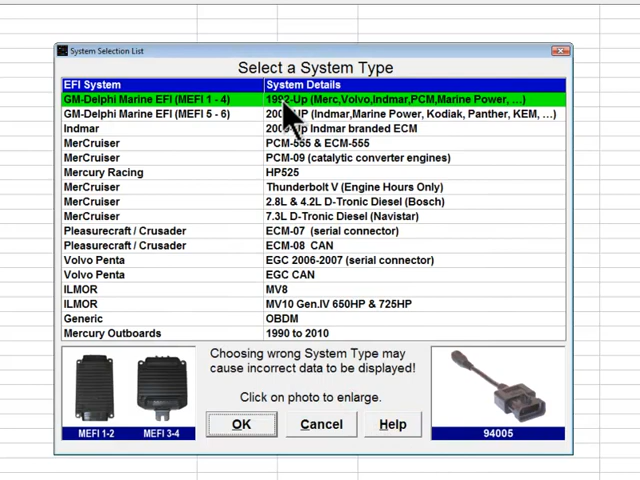 System Selection List
Select a System Type
EFI System System Details
GM-Delphi Marine EFI (MEFI 1 - 4) 1992-Up (Merc,Volvo,Indmar,PCM,Marine Power, ...)
GM-Delphi Marine EFI (MEFI 5 - 6) (Indmar,Marine Power, Kodiak, Panther, KEM, ...)
Indmar Indmar branded ECM
MerCruiser PCM-555 & ECM-555
MerCruiser PCM-09 (catalytic converter engines)
Mercury Racing HP525
MerCruiser Thunderbolt V (Engine Hours Only)
MerCruiser 2.8L & 4.2L D-Tronic Diesel (Bosch)
MerCruiser 7.3L D-Tronic Diesel (Navistar)
Pleasurecraft / Crusader ECM-07 (serial connector)
Pleasurecraft / Crusader ECM-08 CAN
Volvo Penta EGC 2006-2007 (serial connector)
Volvo Penta EGC CAN
ILMOR MV8
ILMOR MV10 Gen.IV 650HP & 725HP
Generic OBDM
Mercury Outboards 1990 to 2010
Choosing wrong System Type may
cause incorrect data to be displayed!
Click on photo to enlarge.
OK Cancel Help
MEFI 1-2 MEFI 3-4 94005